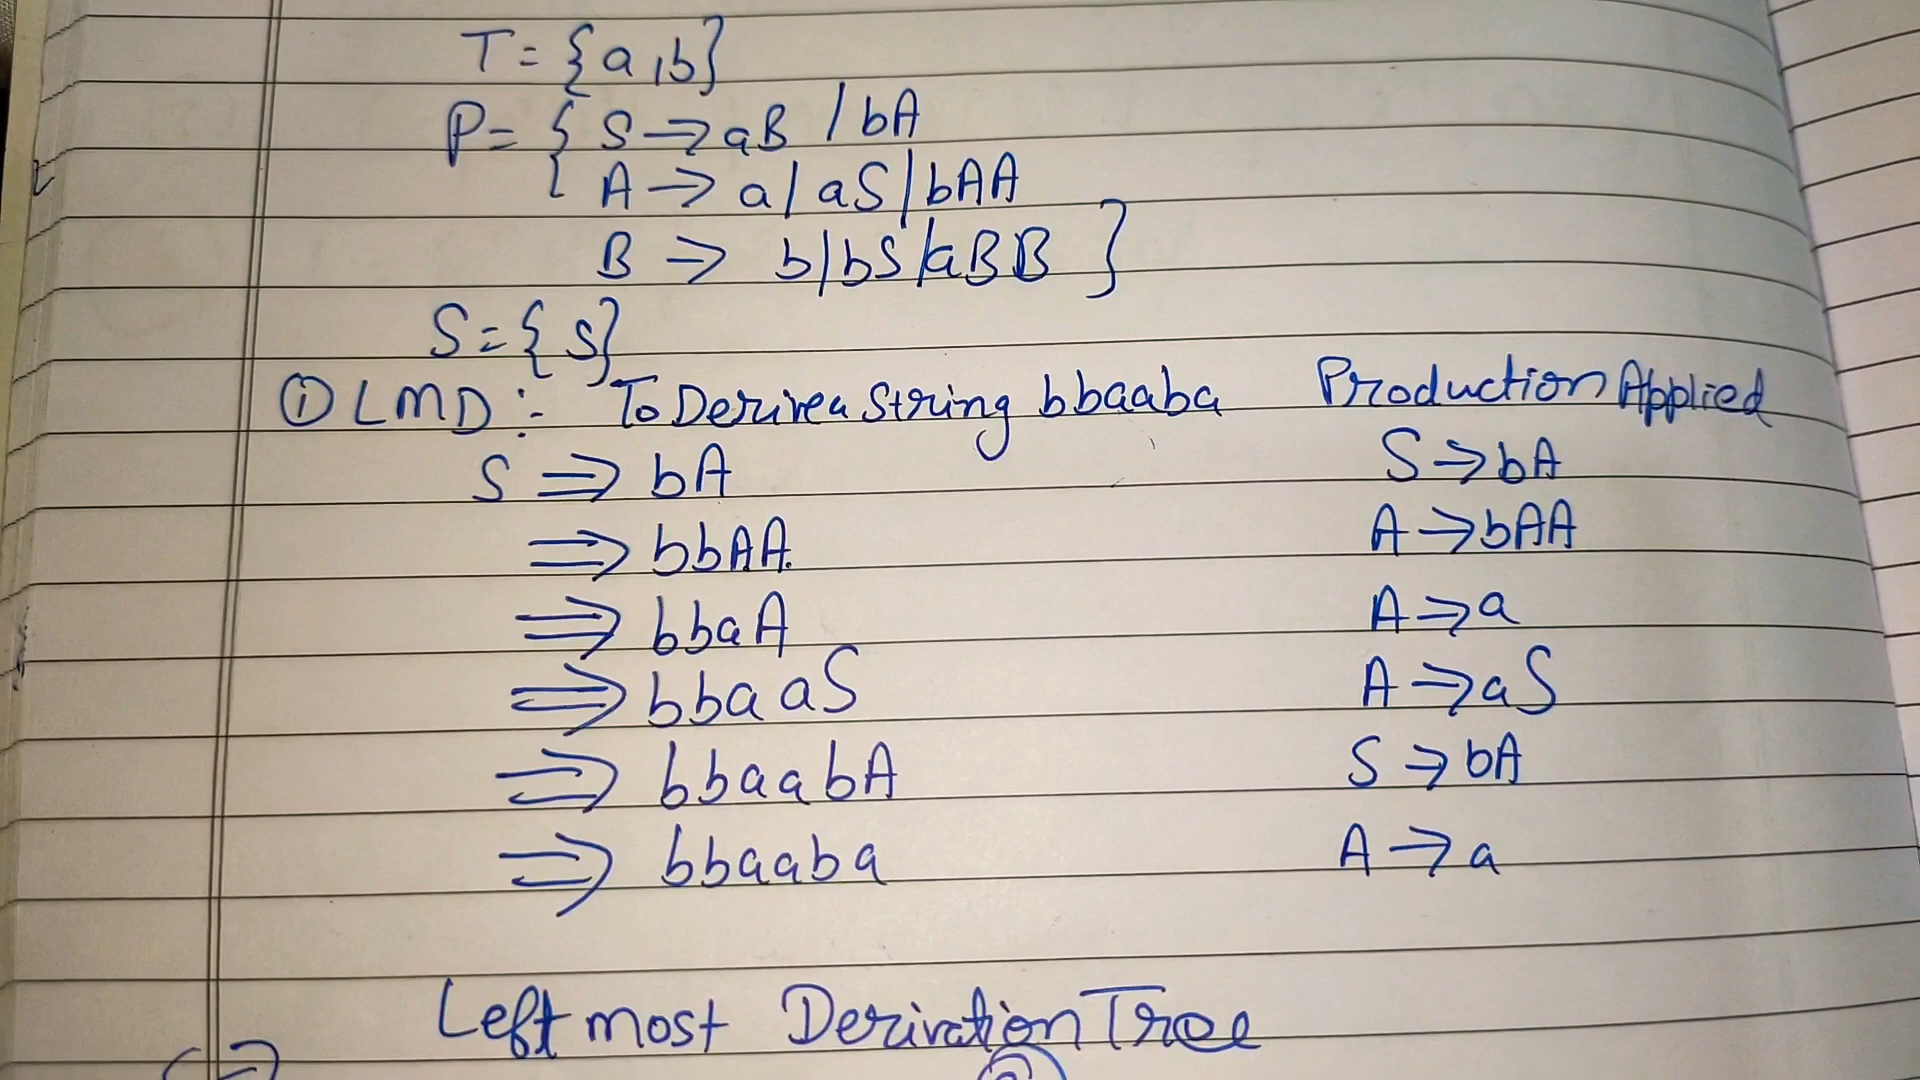 T = {a,b}
P = { S → aB / bA
A → a / aS / bAA
B → b / bS / aBB }
S = { S }
① LMD :- To Derive a String bbaaba Production Applied
S ⇒ bA S → bA
⇒ bbAA. A → bAA
⇒ bbaA A → a
⇒ bbaaS A → aS
⇒ bbaabA S → bA
⇒ bbaaba A → a
Left most Derivation Tree